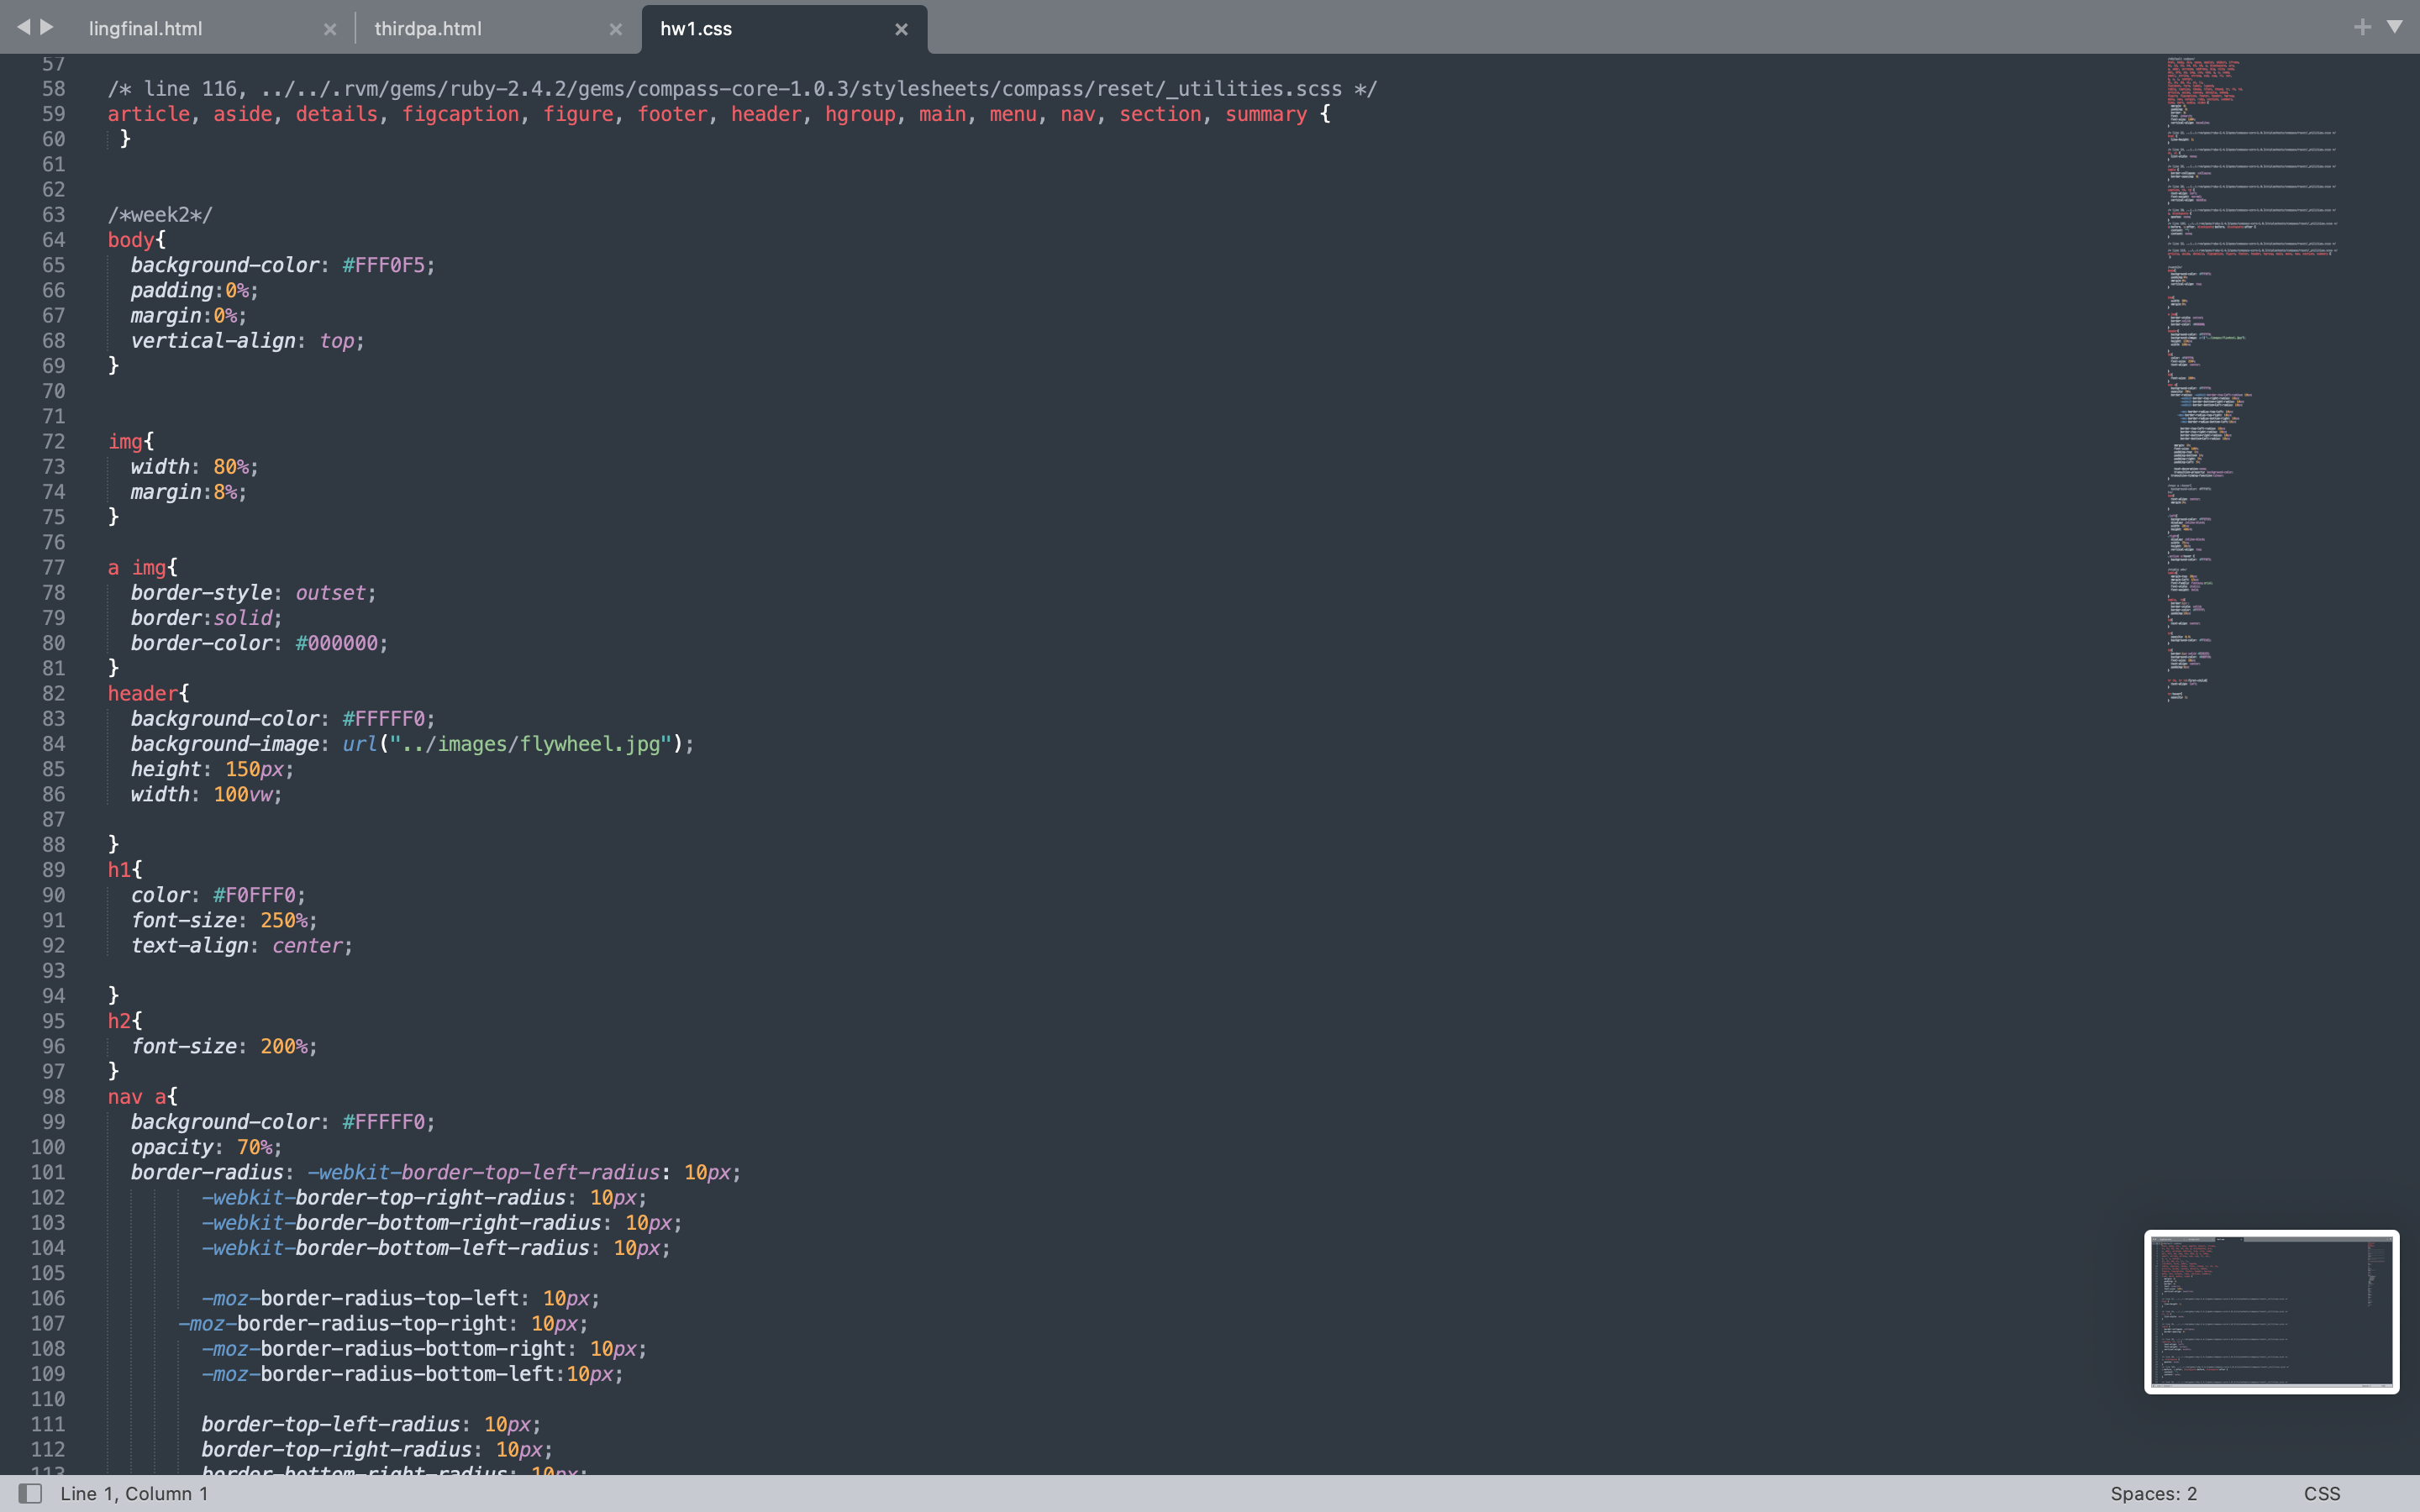 lingfinal.html × thirdpa.html × hw1.css ×
57
58 /* line 116, ../../.rvm/gems/ruby-2.4.2/gems/compass-core-1.0.3/stylesheets/compass/reset/_utilities.scss */
59 article, aside, details, figcaption, figure, footer, header, hgroup, main, menu, nav, section, summary {
60 }
61
62
63 /*week2*/
64 body{
65 background-color: #FFF0F5;
66 padding:0%;
67 margin:0%;
68 vertical-align: top;
69 }
70
71
72 img{
73 width: 80%;
74 margin:8%;
75 }
76
77 a img{
78 border-style: outset;
79 border:solid;
80 border-color: #000000;
81 }
82 header{
83 background-color: #FFFFF0;
84 background-image: url("../images/flywheel.jpg");
85 height: 150px;
86 width: 100vw;
87
88 }
89 h1{
90 color: #F0FFF0;
91 font-size: 250%;
92 text-align: center;
93
94 }
95 h2{
96 font-size: 200%;
97 }
98 nav a{
99 background-color: #FFFFF0;
100 opacity: 70%;
101 border-radius: -webkit-border-top-left-radius: 10px;
102 -webkit-border-top-right-radius: 10px;
103 -webkit-border-bottom-right-radius: 10px;
104 -webkit-border-bottom-left-radius: 10px;
105
106 -moz-border-radius-top-left: 10px;
107 -moz-border-radius-top-right: 10px;
108 -moz-border-radius-bottom-right: 10px;
109 -moz-border-radius-bottom-left:10px;
110
111 border-top-left-radius: 10px;
112 border-top-right-radius: 10px;
113 border-bottom-right-radius: 10px;
Line 1, Column 1 Spaces: 2 CSS